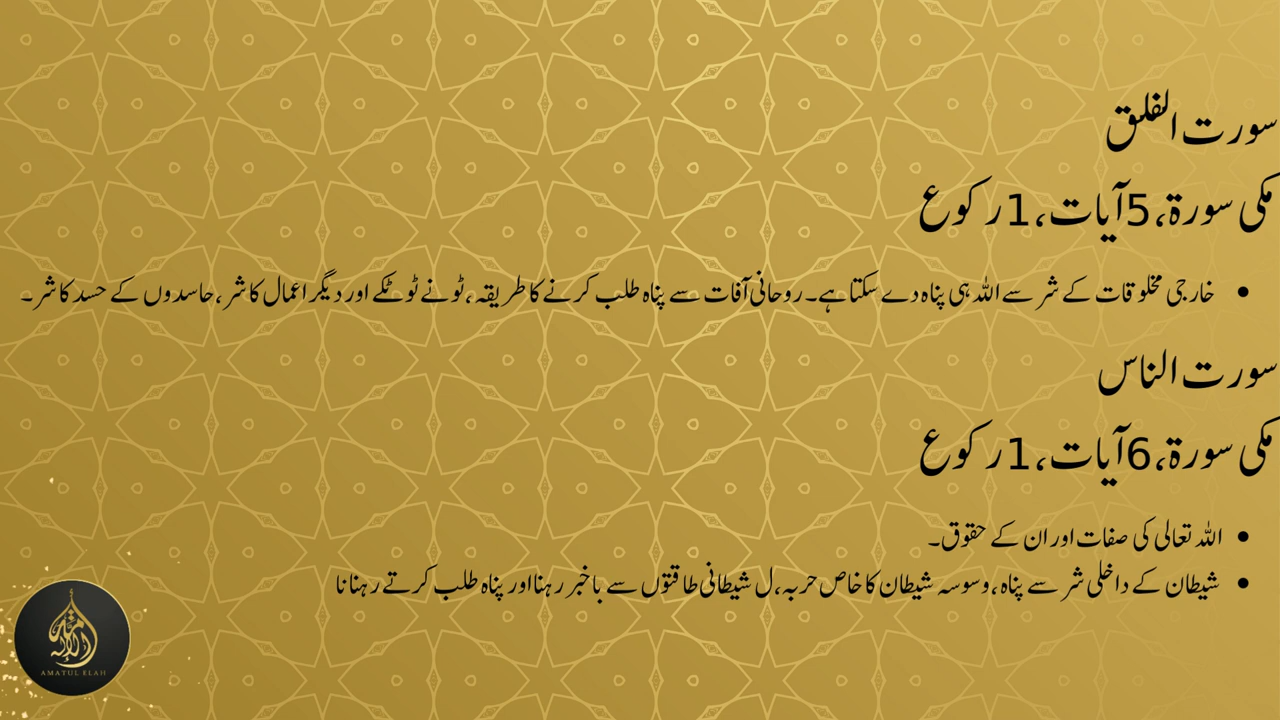 سورت الفلق
مکی سورۃ،5آیات،1رکوع
• خارجی مخلوقات کے شر سے اللہ ہی پناہ دے سکتا ہے۔ روحانی آفات سے پناہ طلب کرنے کا طریقہ،ٹونے ٹوٹکے اور دیگر اعمال کا شر،حاسدوں کے حسد کا شر۔
سورت الناس
مکی سورۃ،6آیات،1رکوع
• اللہ تعالی کی صفات اور ان کے حقوق۔
• شیطان کے داخلی شر سے پناہ ،وسوسہ شیطان کا خاص حربہ،ل شیطانی طاقتوں سے باخبر رہنا اور پناہ طلب کرتے رہنانا
AMATUL ELAH